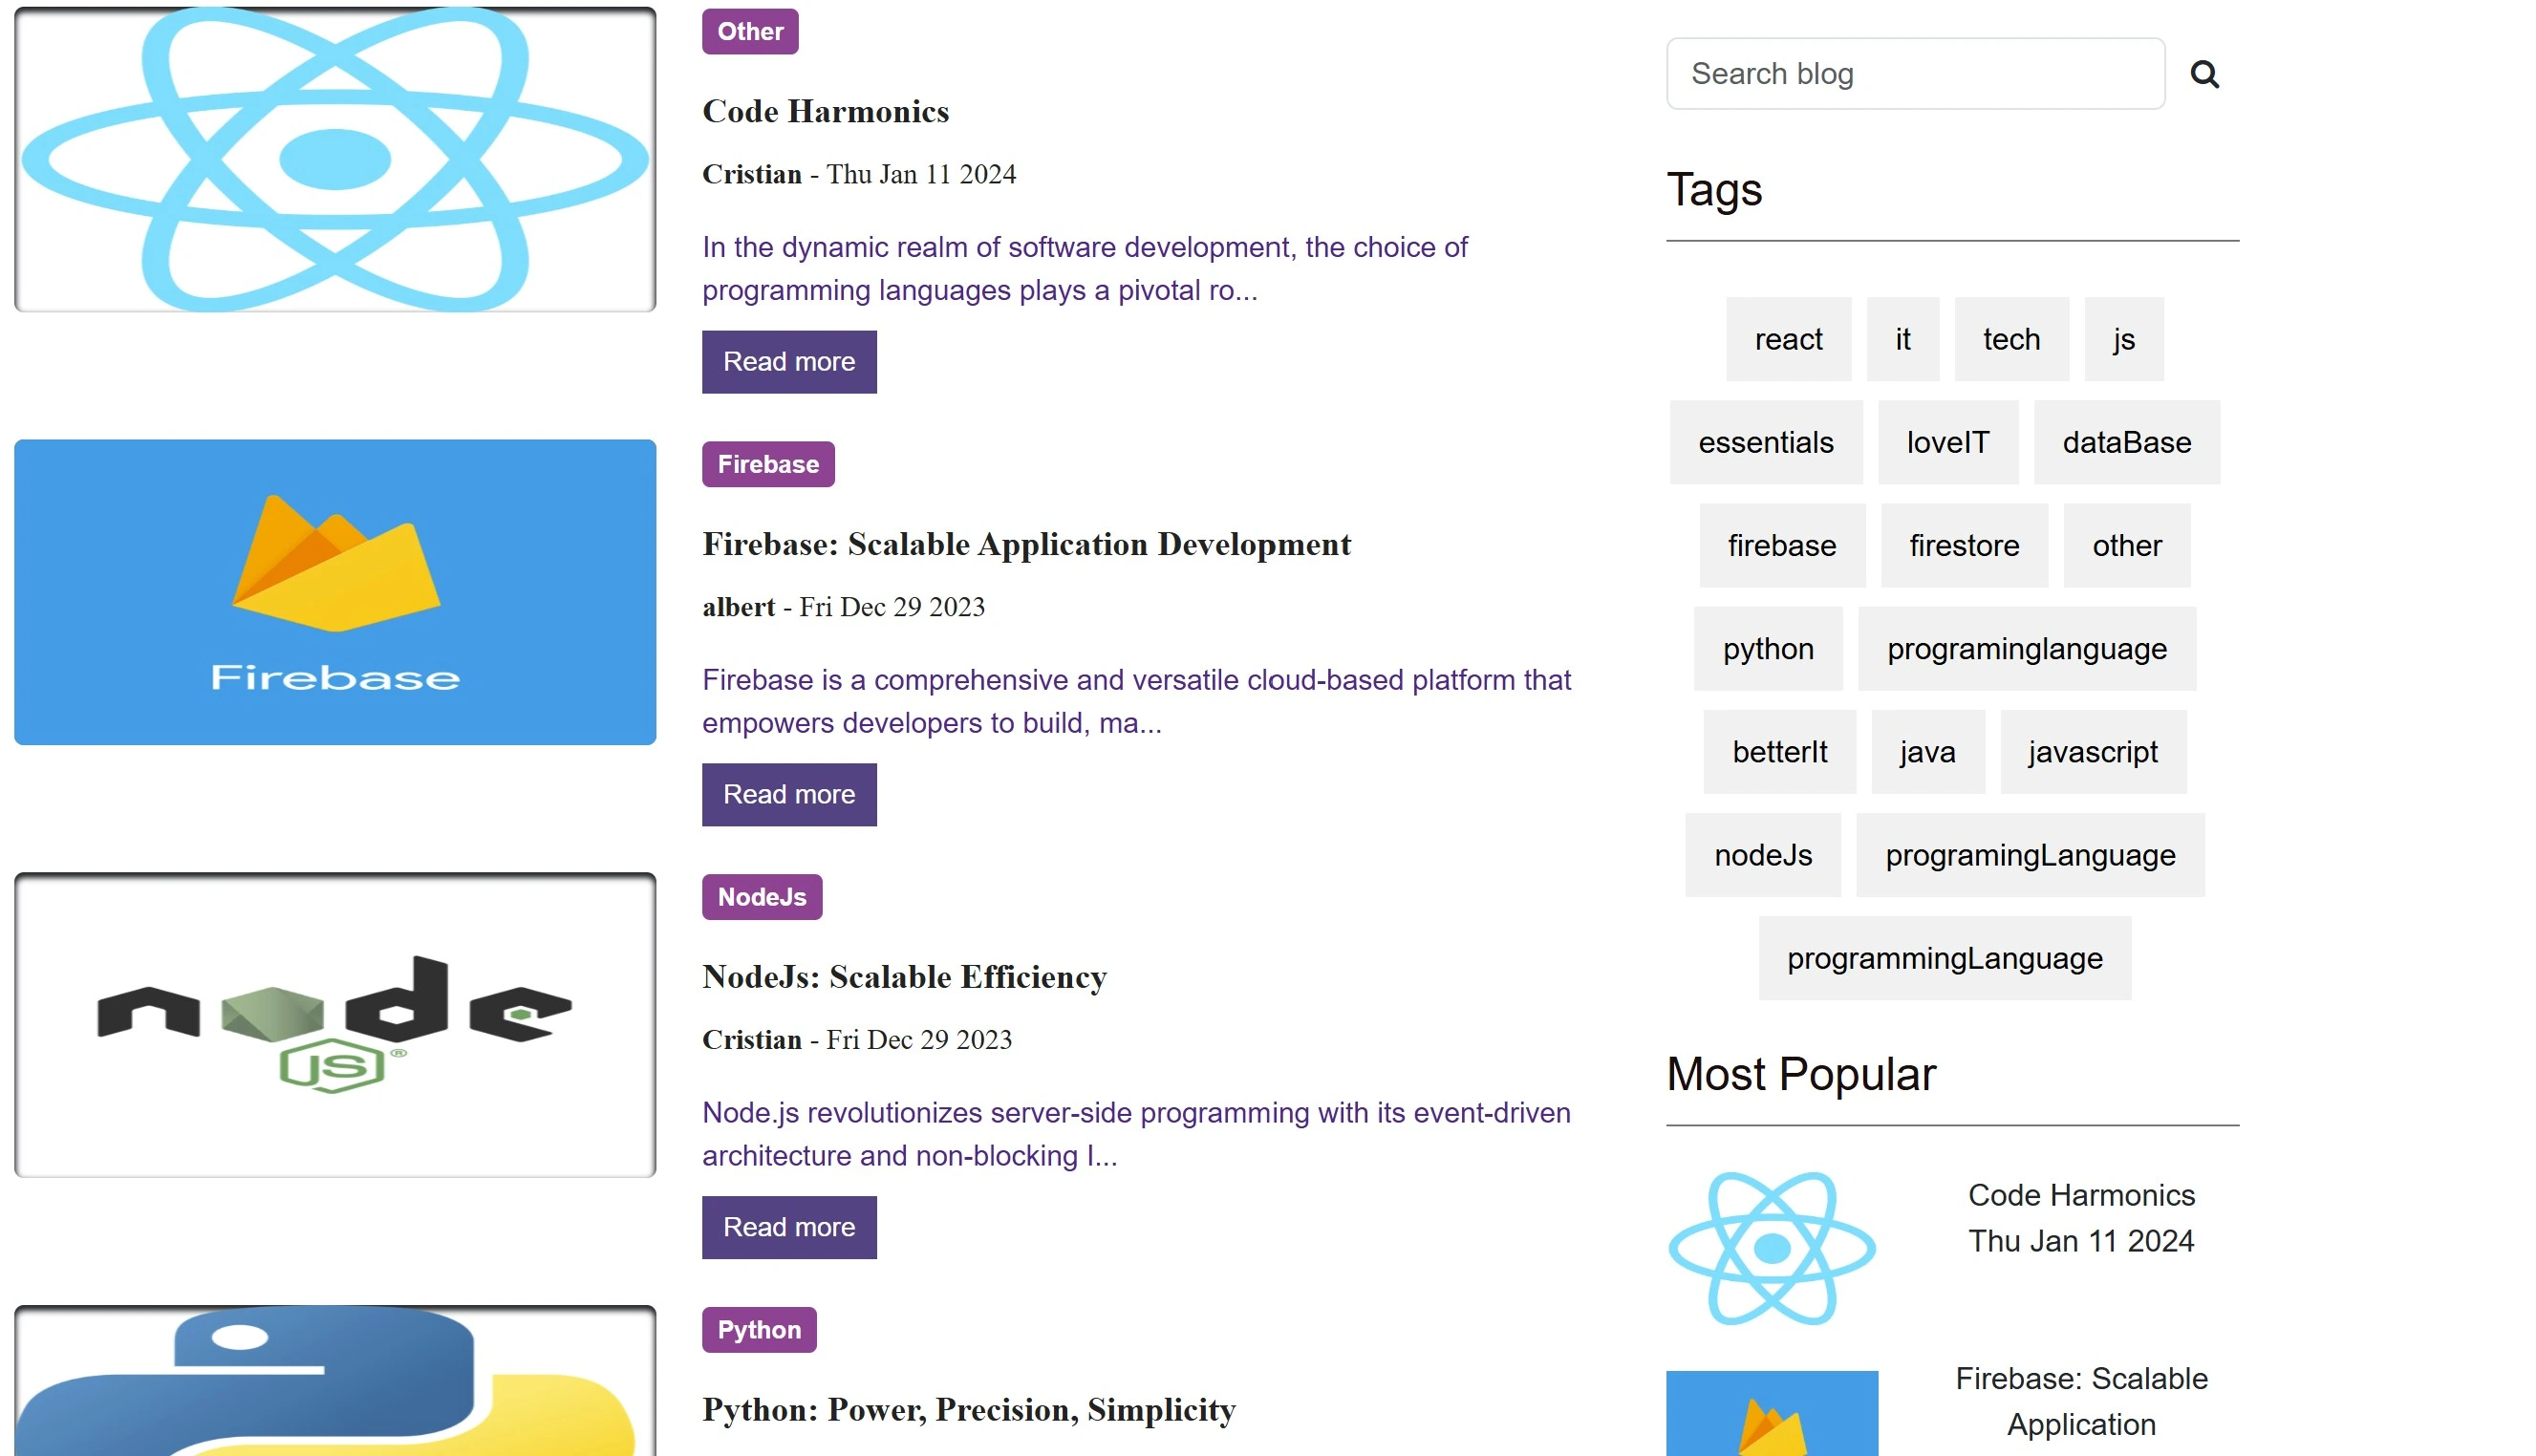 Other
Code Harmonics
Cristian - Thu Jan 11 2024
In the dynamic realm of software development, the choice of
programming languages plays a pivotal ro...
Read more
Firebase
Firebase
Firebase: Scalable Application Development
albert - Fri Dec 29 2023
Firebase is a comprehensive and versatile cloud-based platform that
empowers developers to build, ma...
Read more
node
JS®
NodeJs
NodeJs: Scalable Efficiency
Cristian - Fri Dec 29 2023
Node.js revolutionizes server-side programming with its event-driven
architecture and non-blocking I...
Read more
Python
Python: Power, Precision, Simplicity
Search blog
Tags
react it tech js
essentials loveIT dataBase
firebase firestore other
python programinglanguage
betterIt java javascript
nodeJs programingLanguage
programmingLanguage
Most Popular
Code Harmonics
Thu Jan 11 2024
Firebase: Scalable
Application